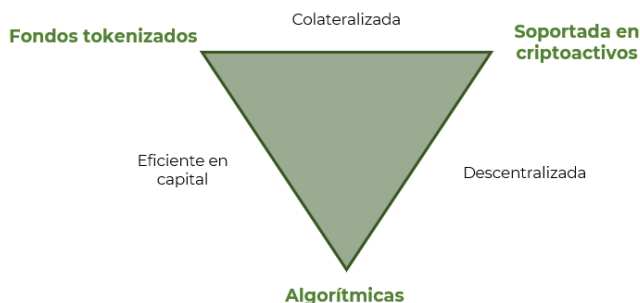 Colateralizada
Fondos tokenizados
Soportada en
criptoactivos
Eficiente en
capital
Descentralizada
Algorítmicas